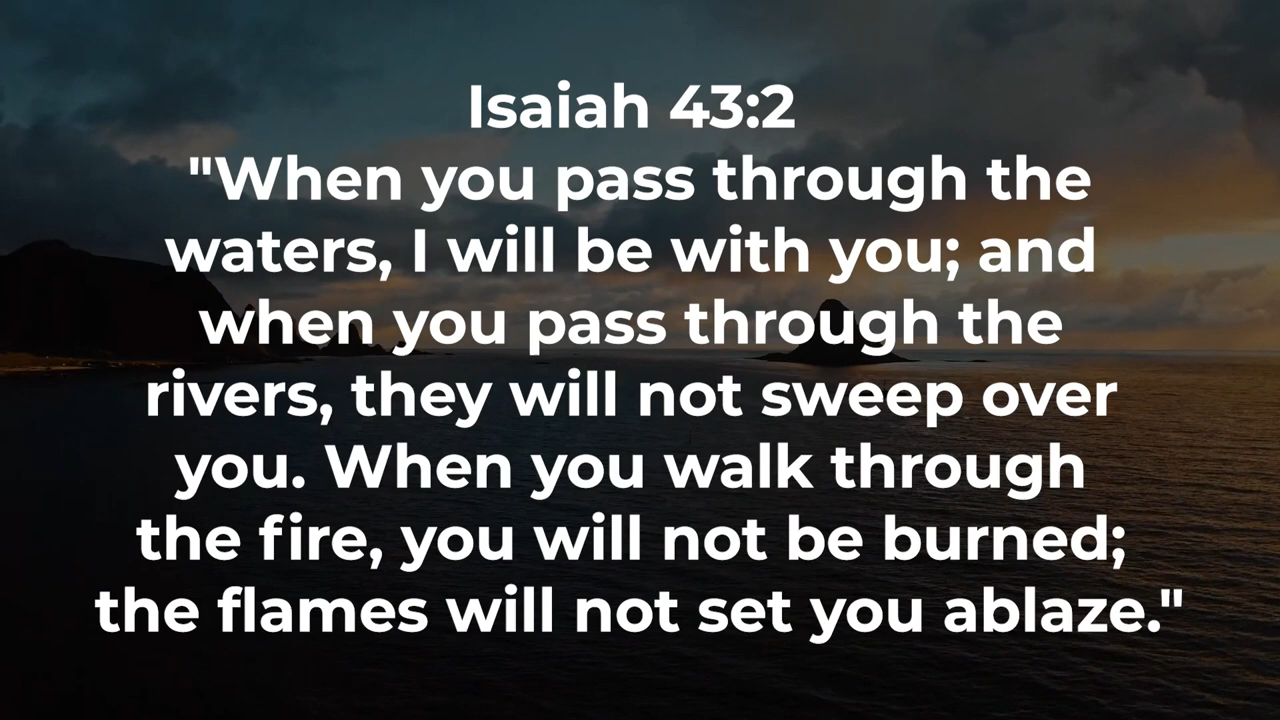 Isaiah 43:2
"When you pass through the
waters, I will be with you; and
when you pass through the
rivers, they will not sweep over
you. When you walk through
the fire, you will not be burned;
the flames will not set you ablaze."